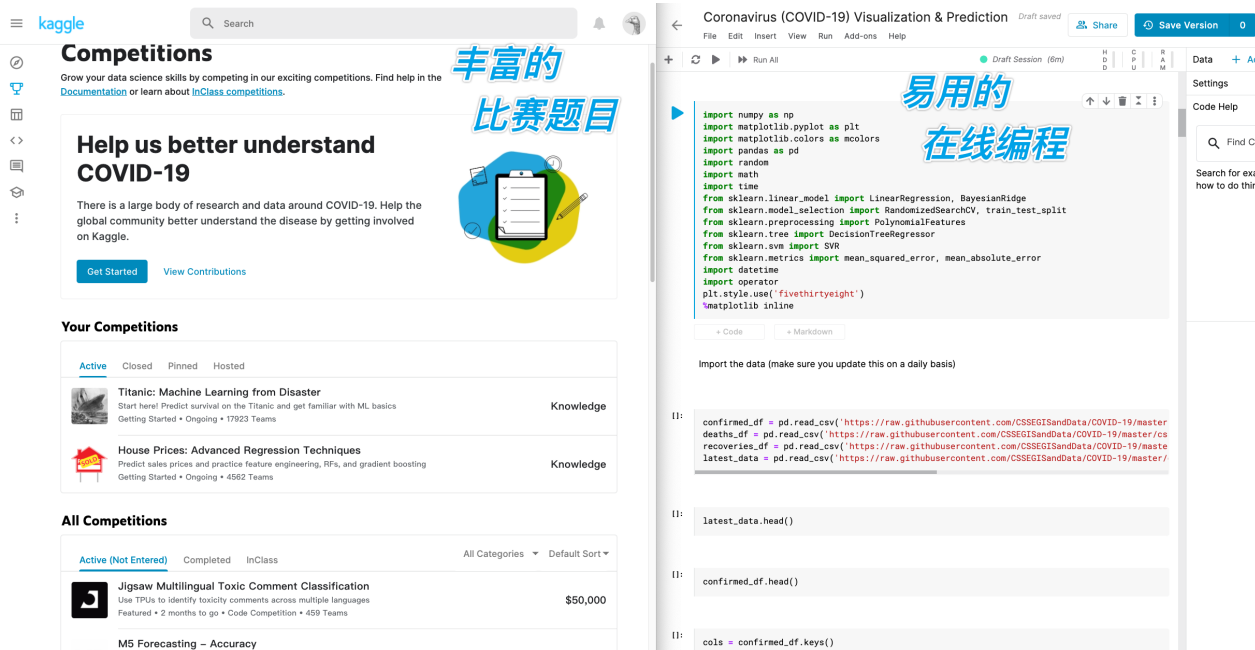 kaggle
Search
Competitions
Grow your data science skills by competing in our exciting competitions. Find help in the
Documentation or learn about InClass competitions.
丰富的
比赛题目
Help us better understand
COVID-19
There is a large body of research and data around COVID-19. Help the
global community better understand the disease by getting involved
on Kaggle.
Get Started
View Contributions
Your Competitions
Active Closed Pinned Hosted
Titanic: Machine Learning from Disaster
Start here! Predict survival on the Titanic and get familiar with ML basics
Getting Started • Ongoing • 17923 Teams
Knowledge
SOLD
House Prices: Advanced Regression Techniques
Predict sales prices and practice feature engineering, RFs, and gradient boosting
Getting Started • Ongoing • 4562 Teams
Knowledge
All Competitions
Active (Not Entered) Completed InClass
All Categories Default Sort
Jigsaw Multilingual Toxic Comment Classification
Use TPUs to identify toxicity comments across multiple languages
Featured • 2 months to go • Code Competition • 459 Teams
$50,000
M5 Forecasting – Accuracy
Coronavirus (COVID-19) Visualization & Prediction
Draft saved
File Edit Insert View Run Add-ons Help
Share
Save Version 0
Run All
Draft Session (6m)
HDD
CPU
RAM
易用的
在线编程
import numpy as np
import matplotlib.pyplot as plt
import matplotlib.colors as mcolors
import pandas as pd
import random
import math
import time
from sklearn.linear_model import LinearRegression, BayesianRidge
from sklearn.model_selection import RandomizedSearchCV, train_test_split
from sklearn.preprocessing import PolynomialFeatures
from sklearn.tree import DecisionTreeRegressor
from sklearn.svm import SVR
from sklearn.metrics import mean_squared_error, mean_absolute_error
import datetime
import operator
plt.style.use('fivethirtyeight')
%matplotlib inline
+ Code
+ Markdown
Import the data (make sure you update this on a daily basis)
[]:
confirmed_df = pd.read_csv('https://raw.githubusercontent.com/CSSEGISandData/COVID-19/master
deaths_df = pd.read_csv('https://raw.githubusercontent.com/CSSEGISandData/COVID-19/master/cs
recoveries_df = pd.read_csv('https://raw.githubusercontent.com/CSSEGISandData/COVID-19/maste
latest_data = pd.read_csv('https://raw.githubusercontent.com/CSSEGISandData/COVID-19/master/
[]:
latest_data.head()
[]:
confirmed_df.head()
[]:
cols = confirmed_df.keys()
Data
+ A
Settings
Code Help
Find C
Search for exa
how to do thin